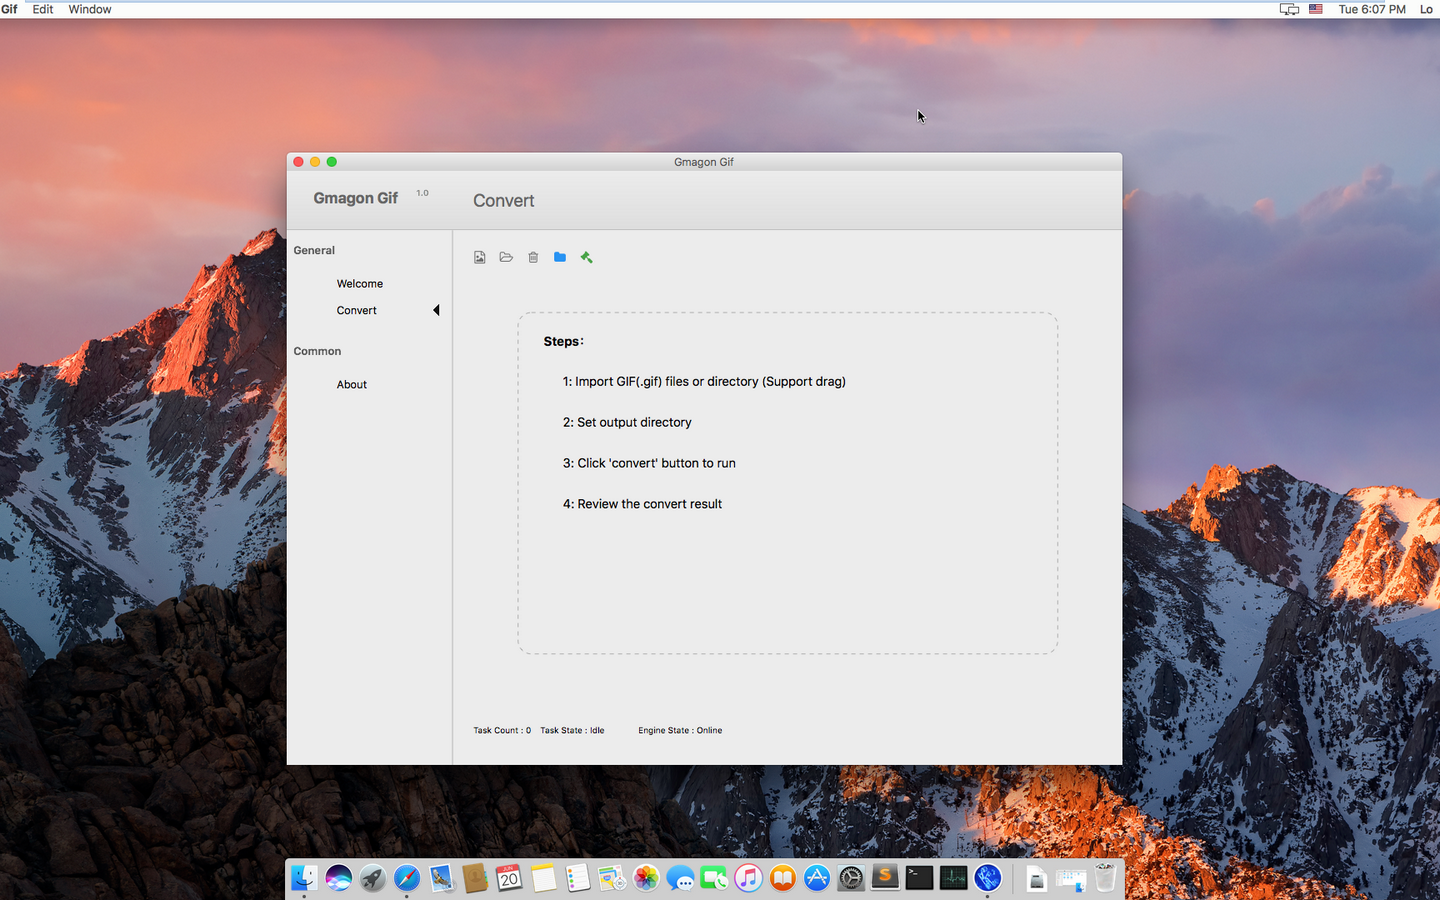 Gif Edit Window Tue 6:07 PM Lo
Gmagon Gif
Gmagon Gif 1.0
Convert
General
Welcome
Convert
Common
About
Steps:
1: Import GIF(.gif) files or directory (Support drag)
2: Set output directory
3: Click 'convert' button to run
4: Review the convert result
Task Count : 0 Task State : Idle Engine State : Online
JUN
20
S